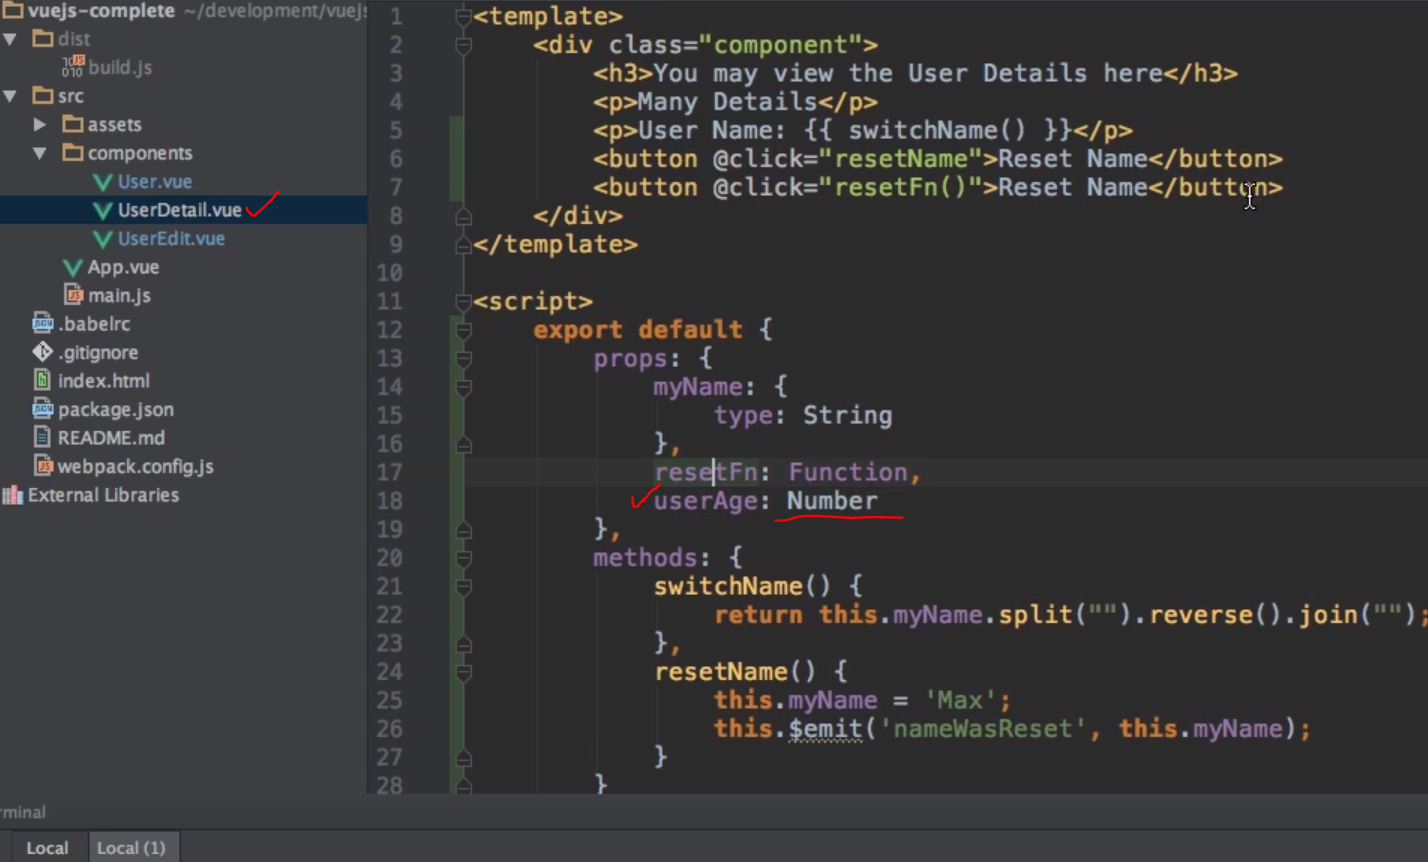 vuejs-complete ~/development/vuejs
dist
build.js
src
assets
components
User.vue
UserDetail.vue
UserEdit.vue
App.vue
main.js
.babelrc
.gitignore
index.html
package.json
README.md
webpack.config.js
External Libraries
1 <template>
2 <div class="component">
3 <h3>You may view the User Details here</h3>
4 <p>Many Details</p>
5 <p>User Name: {{ switchName() }}</p>
6 <button @click="resetName">Reset Name</button>
7 <button @click="resetFn()">Reset Name</button>
8 </div>
9 </template>
10
11 <script>
12 export default {
13 props: {
14 myName: {
15 type: String
16 },
17 resetFn: Function,
18 userAge: Number
19 },
20 methods: {
21 switchName() {
22 return this.myName.split("").reverse().join("");
23 },
24 resetName() {
25 this.myName = 'Max';
26 this.$emit('nameWasReset', this.myName);
27 }
28 }
rminal
Local
Local (1)